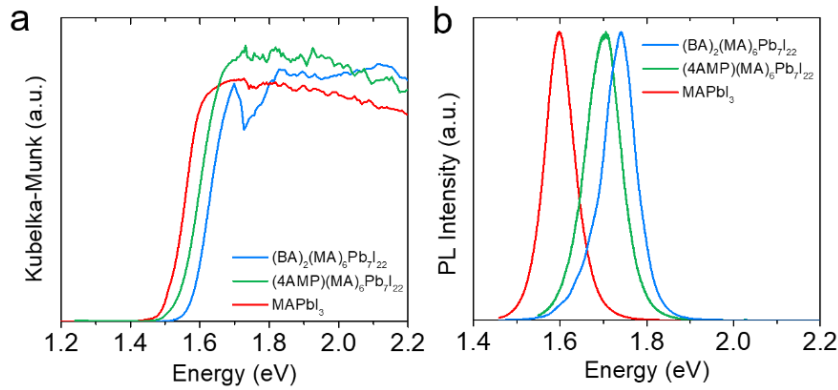 a
Kubelka-Munk (a.u.)
(BA)₂(MA)₆Pb₇I₂₂
(4AMP)(MA)₆Pb₇I₂₂
MAPbI₃
1.2 1.4 1.6 1.8 2.0 2.2
Energy (eV)
b
PL Intensity (a.u.)
(BA)₂(MA)₆Pb₇I₂₂
(4AMP)(MA)₆Pb₇I₂₂
MAPbI₃
1.4 1.6 1.8 2.0 2.2
Energy (eV)